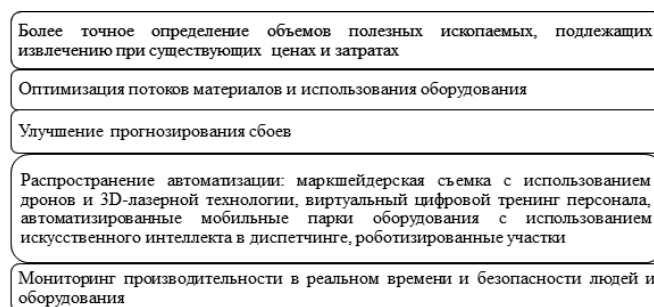 Более точное определение объемов полезных ископаемых, подлежащих
извлечению при существующих ценах и затратах
Оптимизация потоков материалов и использования оборудования
Улучшение прогнозирования сбоев
Распространение автоматизации: маркшейдерская съемка с использованием
дронов и 3D-лазерной технологии, виртуальный цифровой тренинг персонала,
автоматизированные мобильные парки оборудования с использованием
искусственного интеллекта в диспетчинге, роботизированные участки
Мониторинг производительности в реальном времени и безопасности людей и
оборудования